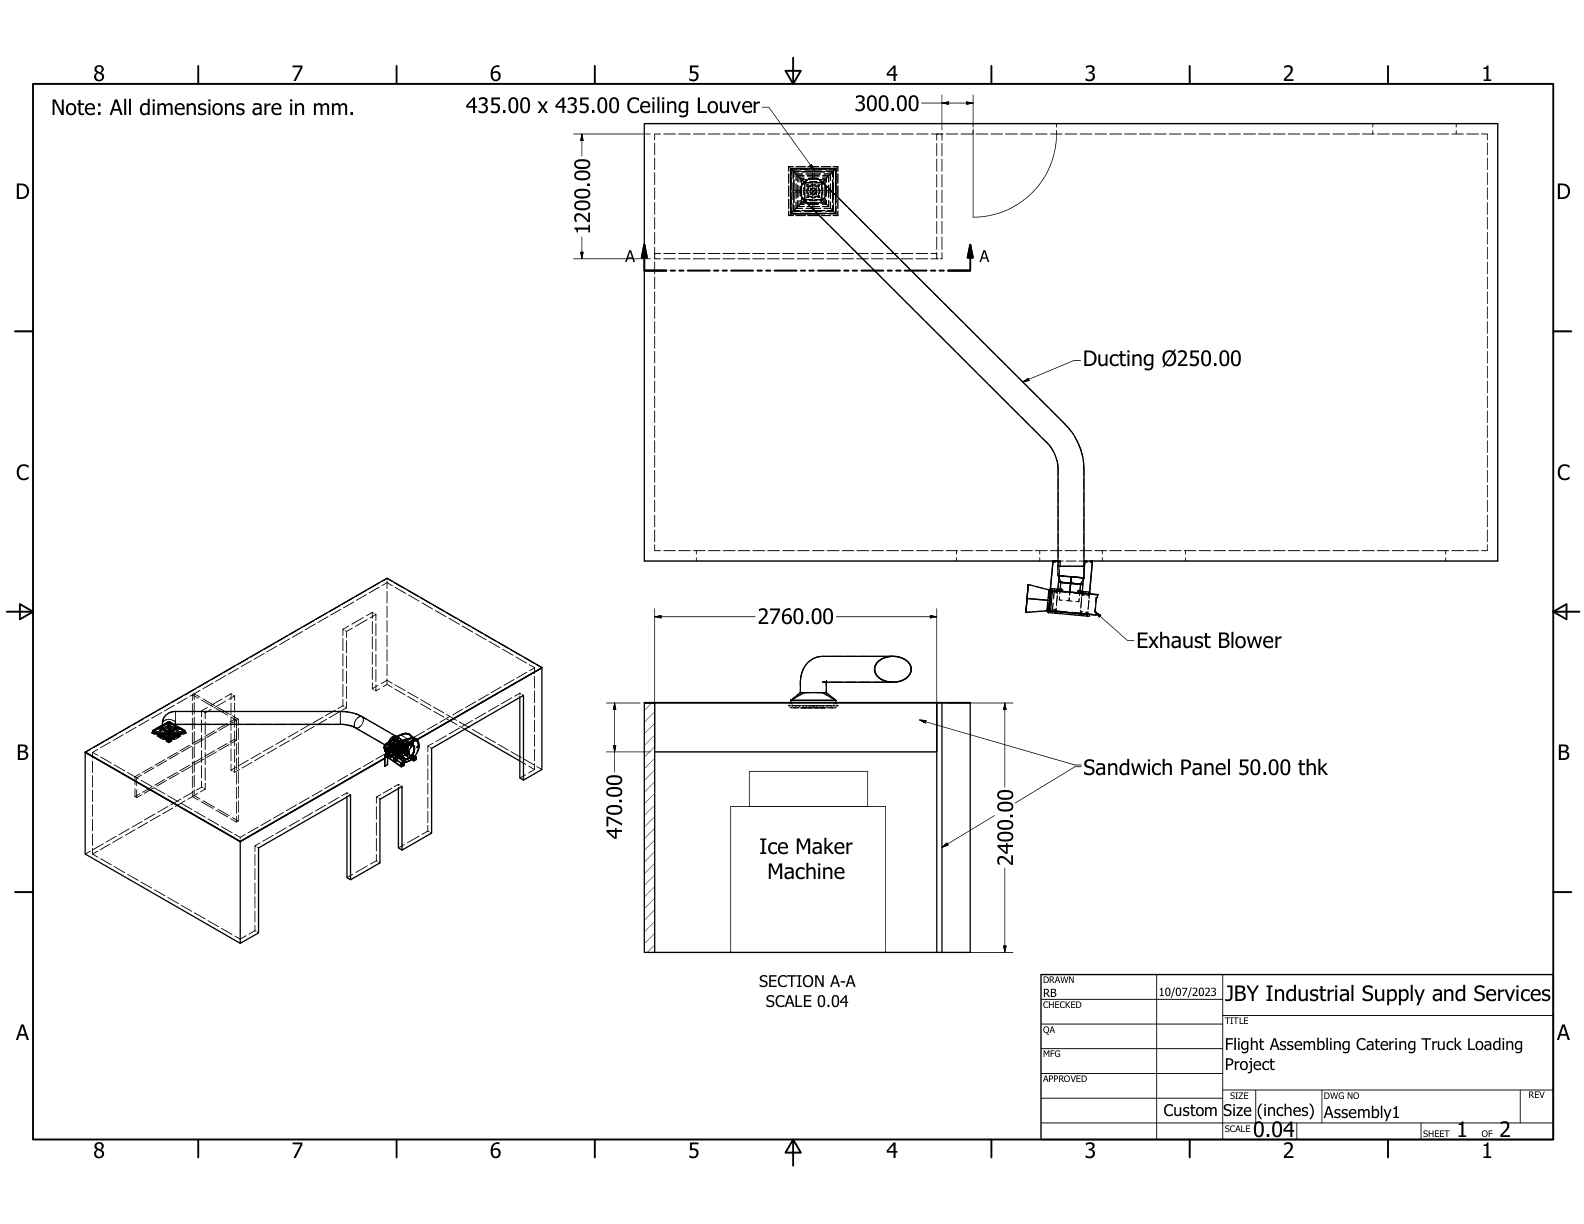 8 7 6 5 4 3 2 1
Note: All dimensions are in mm.
435.00 x 435.00 Ceiling Louver
300.00
1200.00
D D
A A
Ducting Ø250.00
C C
Exhaust Blower
2760.00
B B
Sandwich Panel 50.00 thk
470.00
2400.00
Ice Maker
Machine
SECTION A-A
SCALE 0.04
A A
DRAWN
RB
10/07/2023
CHECKED
QA
MFG
APPROVED
JBY Industrial Supply and Services
TITLE
Flight Assembling Catering Truck Loading
Project
SIZE
Custom Size (inches)
DWG NO
Assembly1
REV
SCALE 0.04
SHEET 1 OF 2
8 7 6 5 4 3 2 1